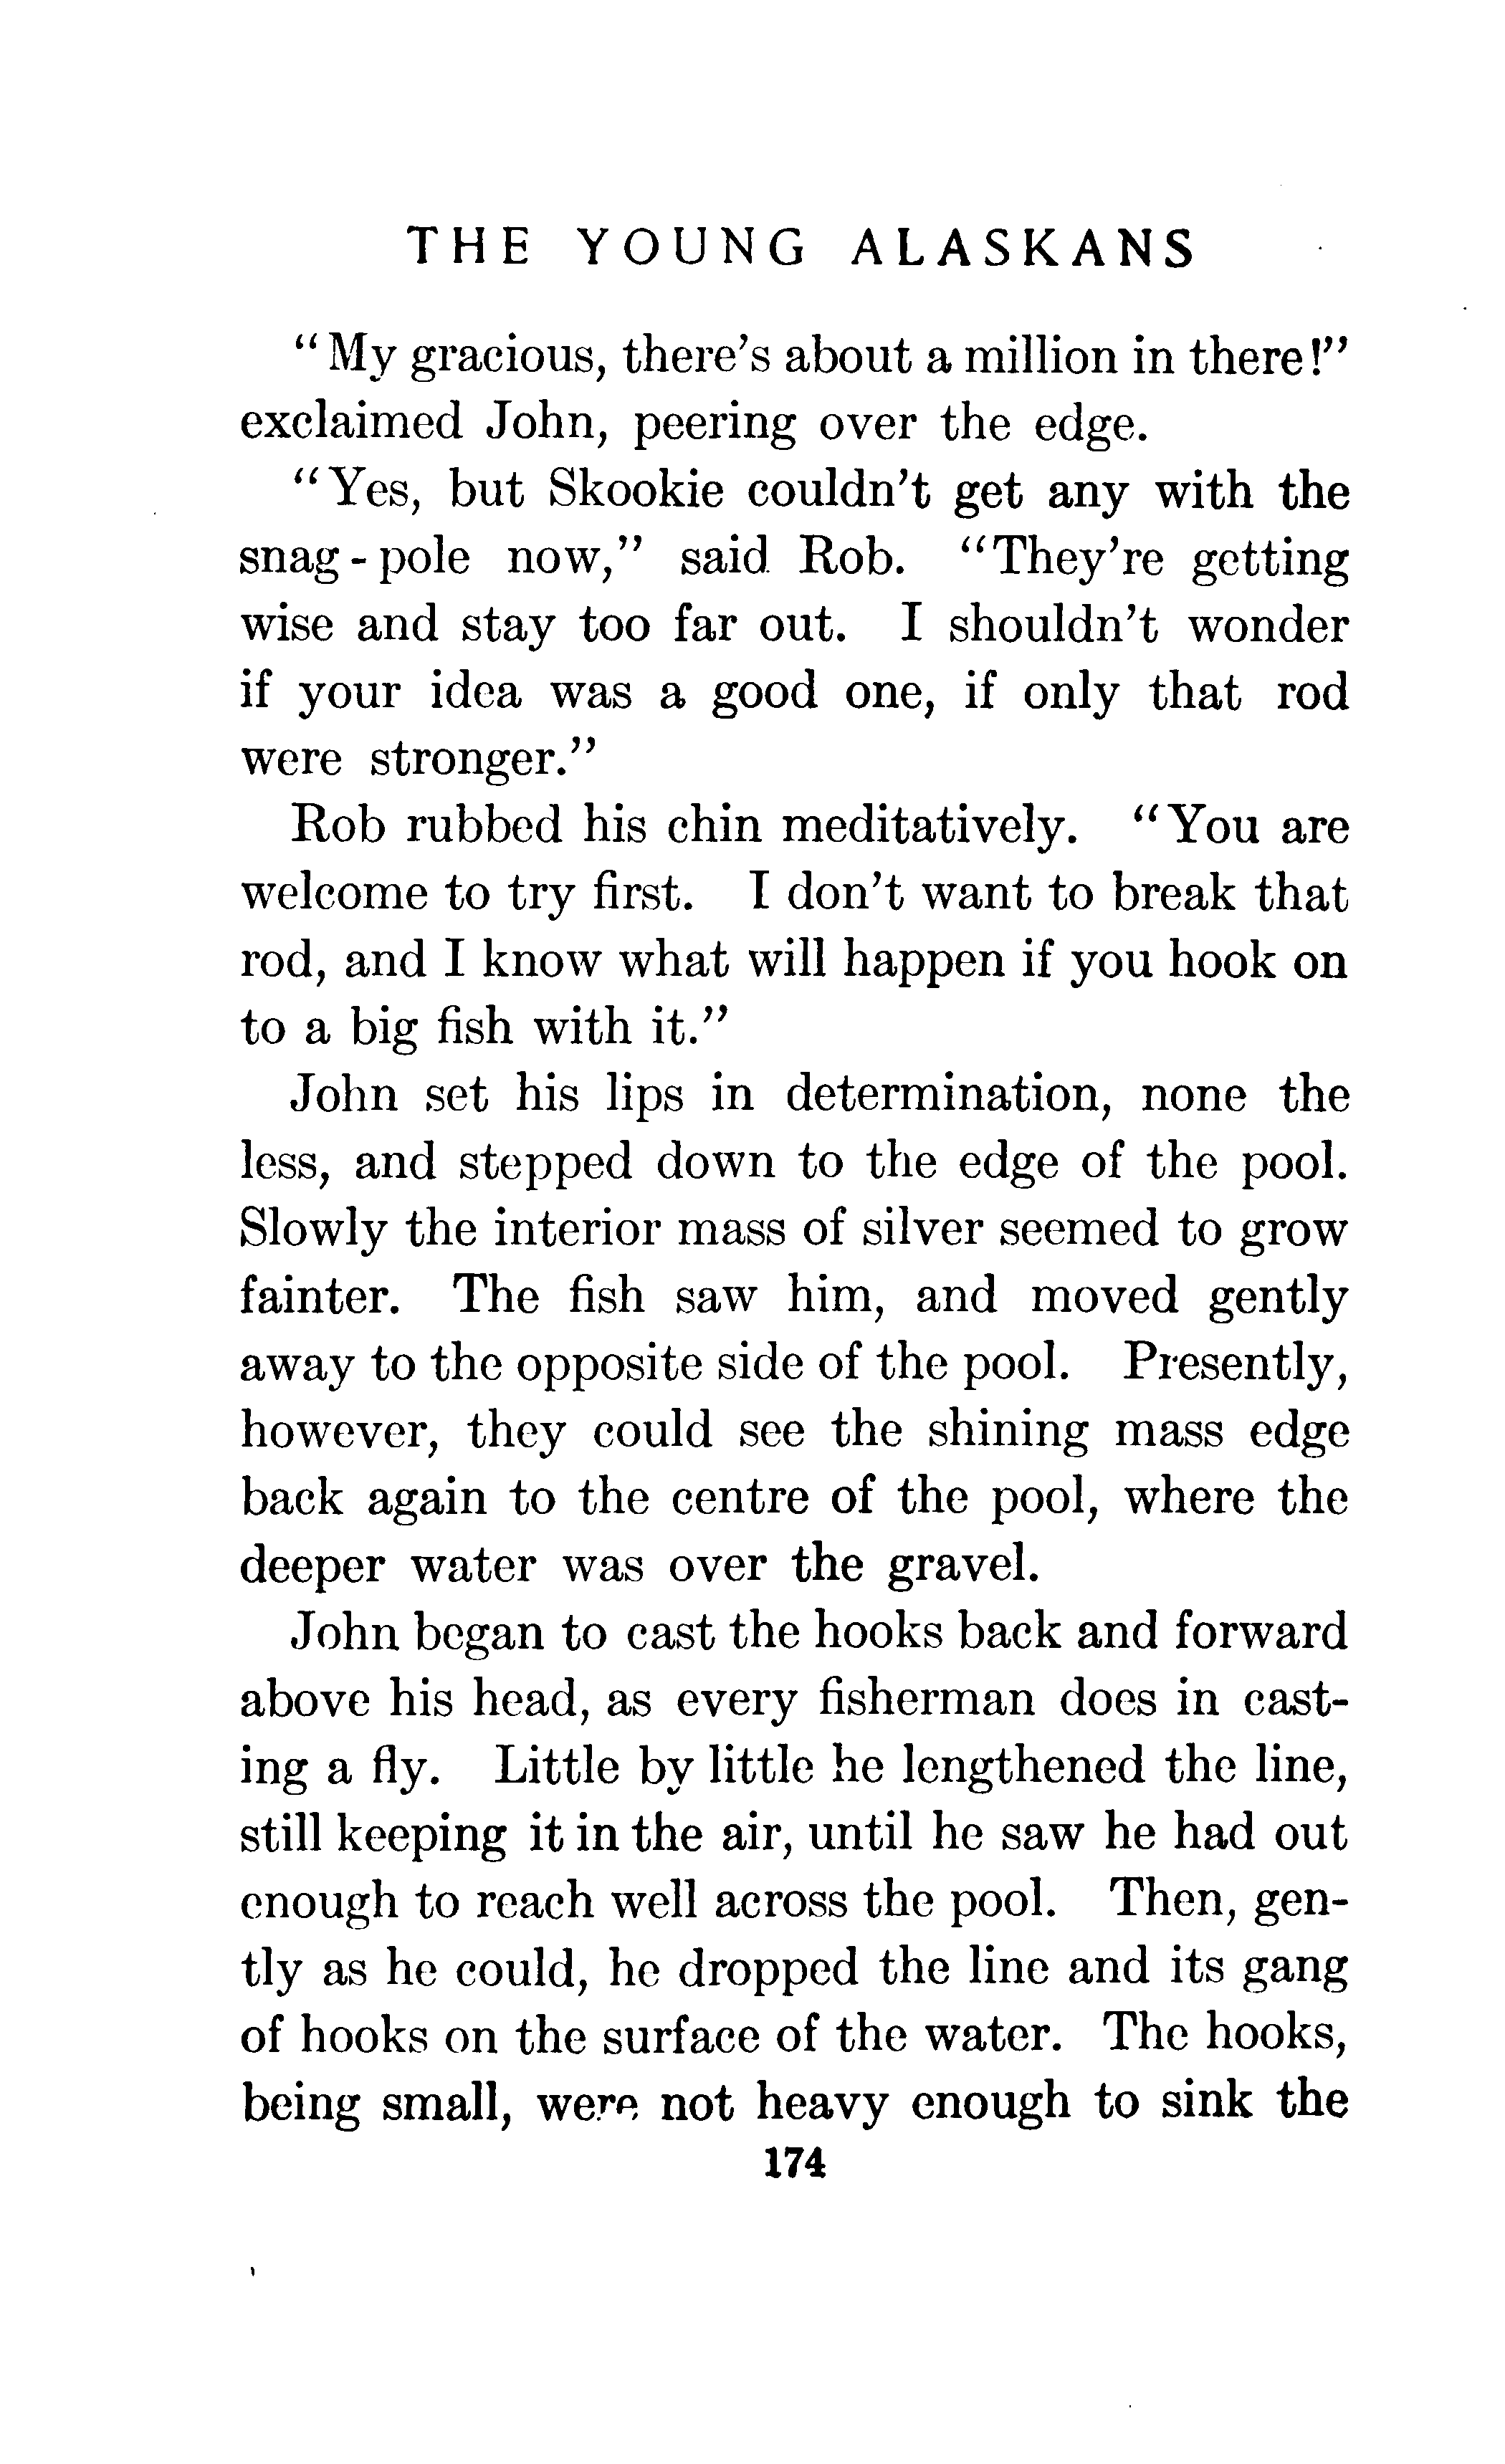 THE YOUNG ALASKANS
"My gracious, there's about a million in there!"
exclaimed John, peering over the edge.
"Yes, but Skookie couldn't get any with the
snag-pole now," said Rob. "They're getting
wise and stay too far out. I shouldn't wonder
if your idea was a good one, if only that rod
were stronger."
Rob rubbed his chin meditatively. "You are
welcome to try first. I don't want to break that
rod, and I know what will happen if you hook on
to a big fish with it."
John set his lips in determination, none the
less, and stepped down to the edge of the pool.
Slowly the interior mass of silver seemed to grow
fainter. The fish saw him, and moved gently
away to the opposite side of the pool. Presently,
however, they could see the shining mass edge
back again to the centre of the pool, where the
deeper water was over the gravel.
John began to cast the hooks back and forward
above his head, as every fisherman does in cast-
ing a fly. Little by little he lengthened the line,
still keeping it in the air, until he saw he had out
enough to reach well across the pool. Then, gen-
tly as he could, he dropped the line and its gang
of hooks on the surface of the water. The hooks,
being small, were not heavy enough to sink the
174